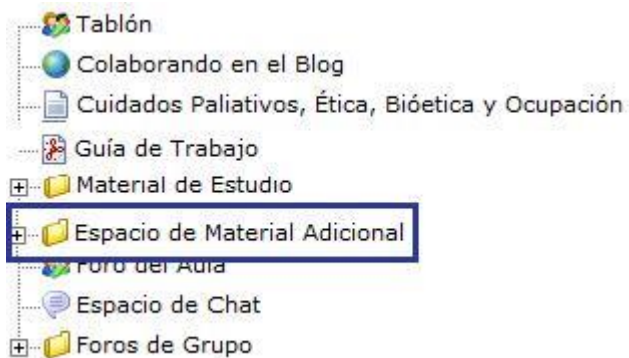 Tablón
Colaborando en el Blog
Cuidados Paliativos, Ética, Bióetica y Ocupación
Guía de Trabajo
Material de Estudio
Espacio de Material Adicional
Foro del Aula
Espacio de Chat
Foros de Grupo